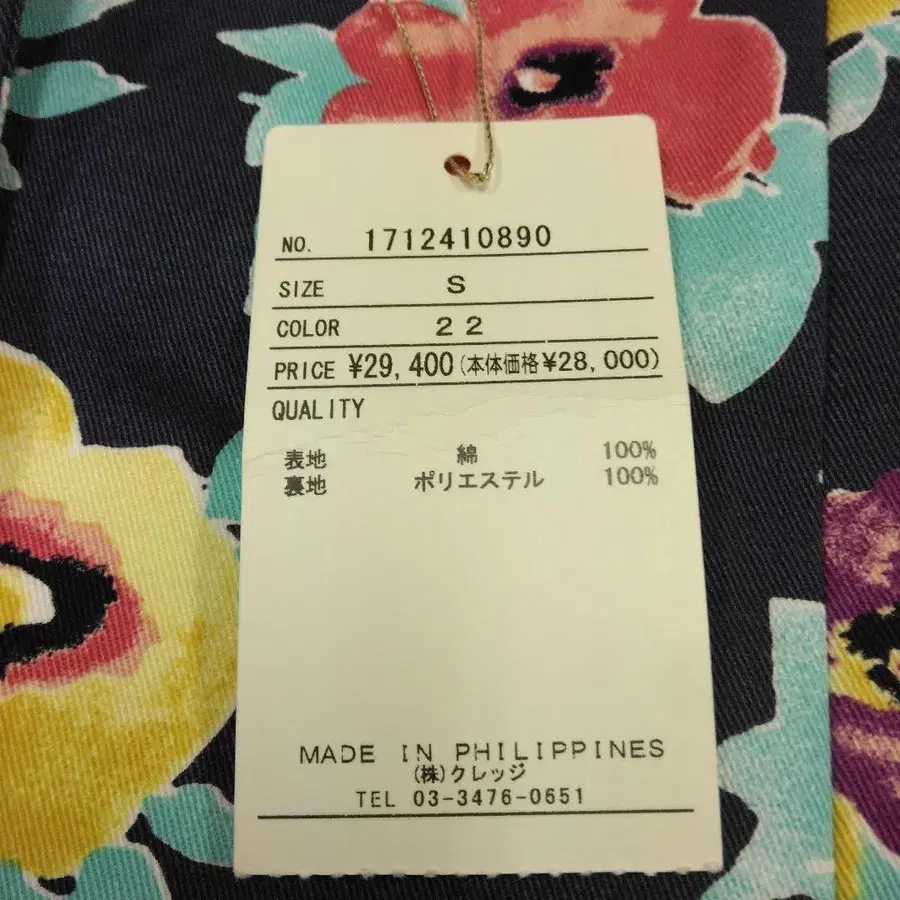 NO. 1712410890
SIZE S
COLOR 22
PRICE ¥29,400(本体価格¥28,000)
QUALITY
表地 綿 100%
裏地 ポリエステル 100%
MADE IN PHILIPPINES
(株)クレッジ
TEL 03-3476-0651